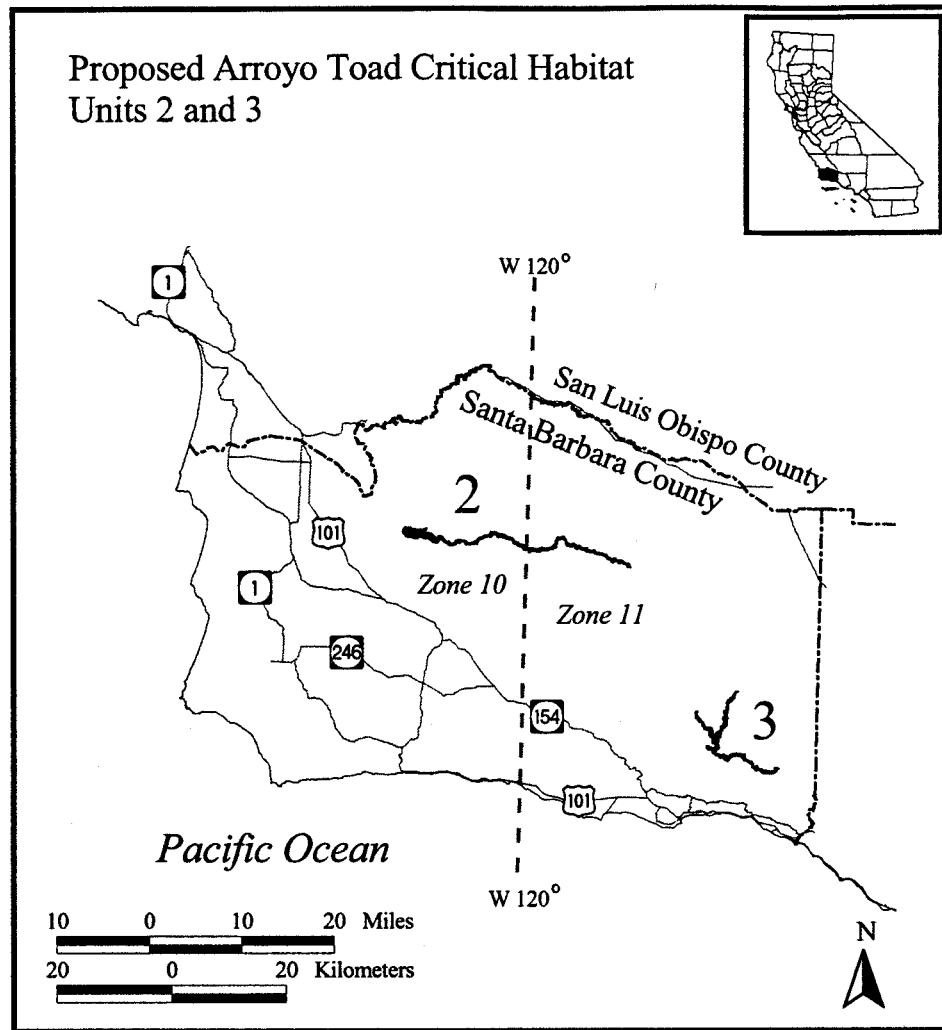 Proposed Arroyo Toad Critical Habitat
Units 2 and 3
W 120°
1
San Luis Obispo County
Santa Barbara County
2
101
Zone 10
1
Zone 11
246
154
3
101
Pacific Ocean
W 120°
10 0 10 20 Miles
20 0 20 Kilometers
N